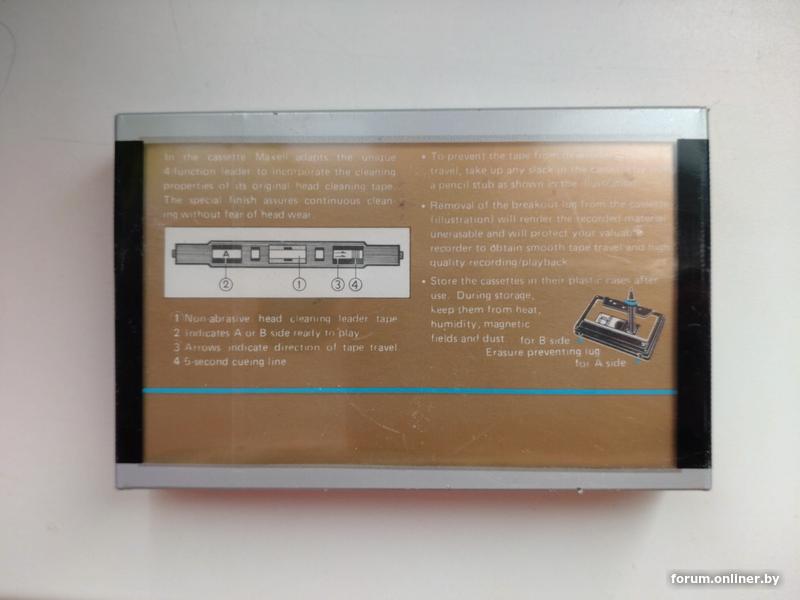 In the cassette Maxell adapts the unique
4-function leader to incorporate the cleaning
properties of its original head cleaning tape.
The special finish assures continuous clean-
ing without fear of head wear.
A
② ① ③ ④
1 Non-abrasive head cleaning leader tape
2 Indicates A or B side ready to play
3 Arrows indicate direction of tape travel
4 5-second cueing line
• To prevent the tape from
travel, take up any slack in the cassette
a pencil stub as shown in the illustration.
• Removal of the breakout lug from the cassette
(illustration) will render the recorded material
unerasable and will protect your valuable
recorder to obtain smooth tape travel and high
quality recording/playback.
• Store the cassettes in their plastic cases after
use. During storage,
keep them from heat,
humidity, magnetic
fields and dust.
for B side
Erasure preventing lug
for A side
forum.onliner.by